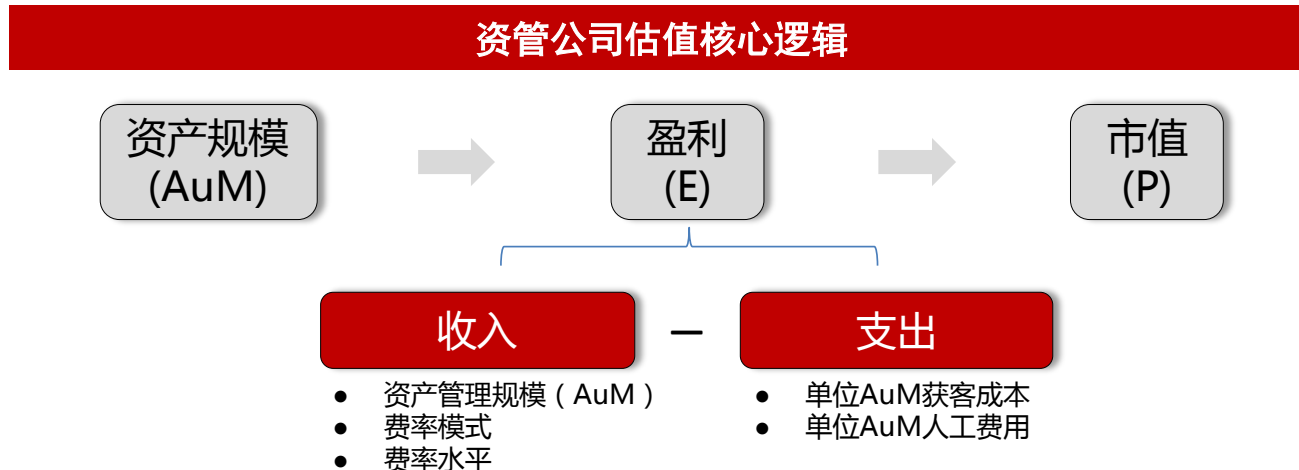 资管公司估值核心逻辑
资产规模
(AuM)
盈利
(E)
市值
(P)
收入
—
支出
● 资产管理规模（AuM）
● 费率模式
● 费率水平
● 单位AuM获客成本
● 单位AuM人工费用